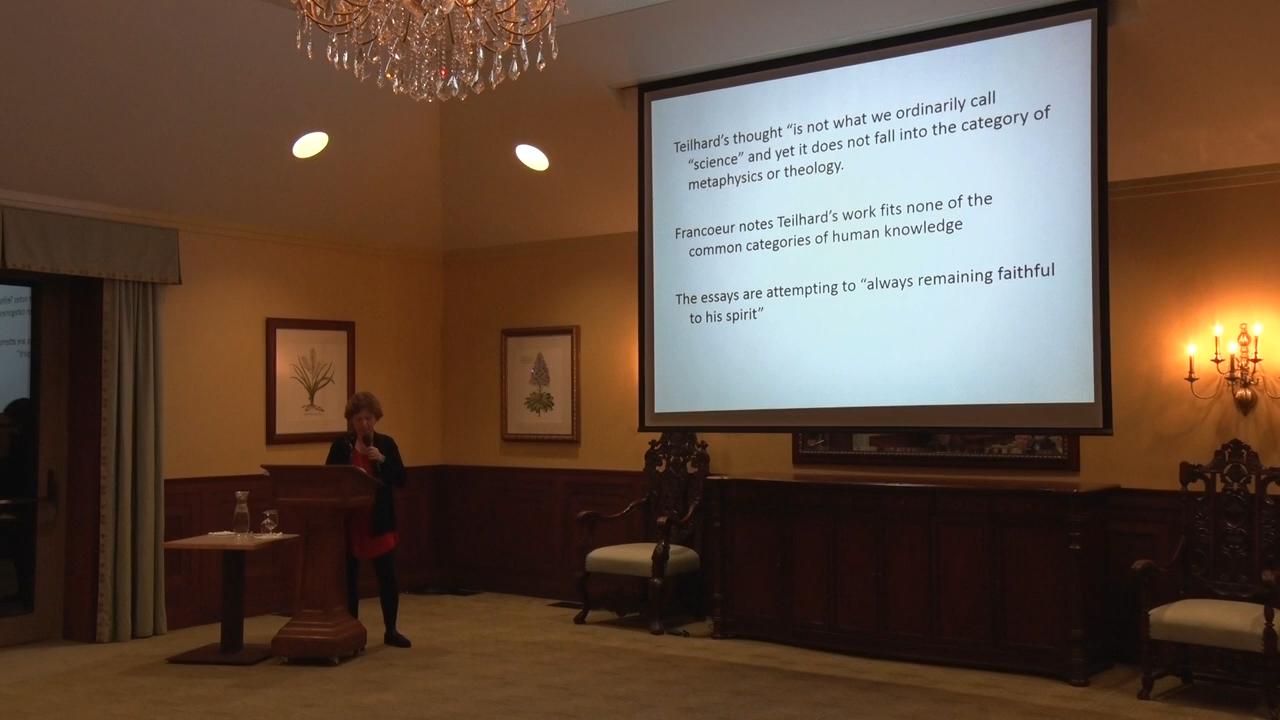 Teilhard’s thought “is not what we ordinarily call
“science” and yet it does not fall into the category of
metaphysics or theology.
Francoeur notes Teilhard’s work fits none of the
common categories of human knowledge
The essays are attempting to “always remaining faithful
to his spirit”